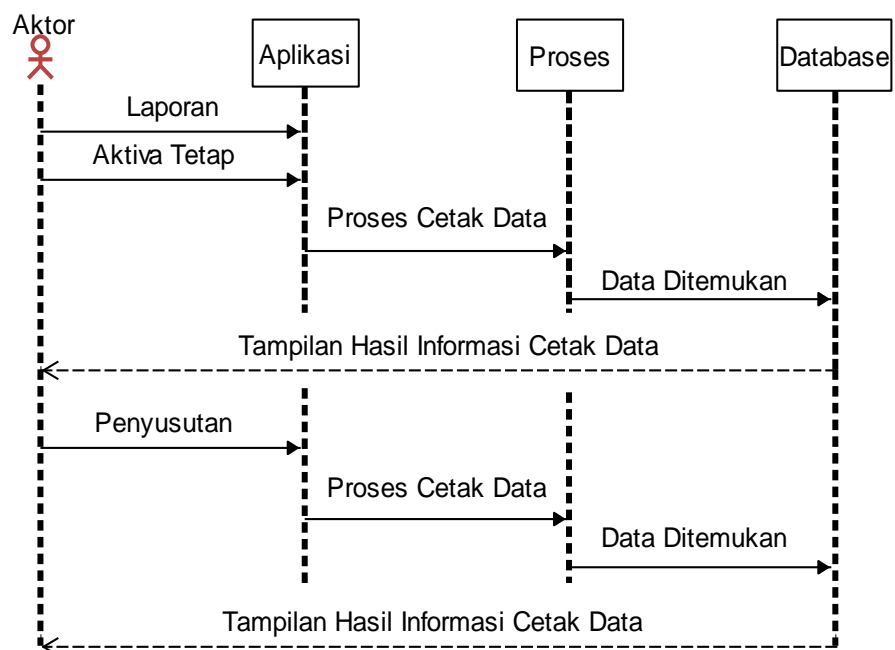 Aktor
Aplikasi
Proses
Database
Laporan
Aktiva Tetap
Proses Cetak Data
Data Ditemukan
Tampilan Hasil Informasi Cetak Data
Penyusutan
Proses Cetak Data
Data Ditemukan
Tampilan Hasil Informasi Cetak Data